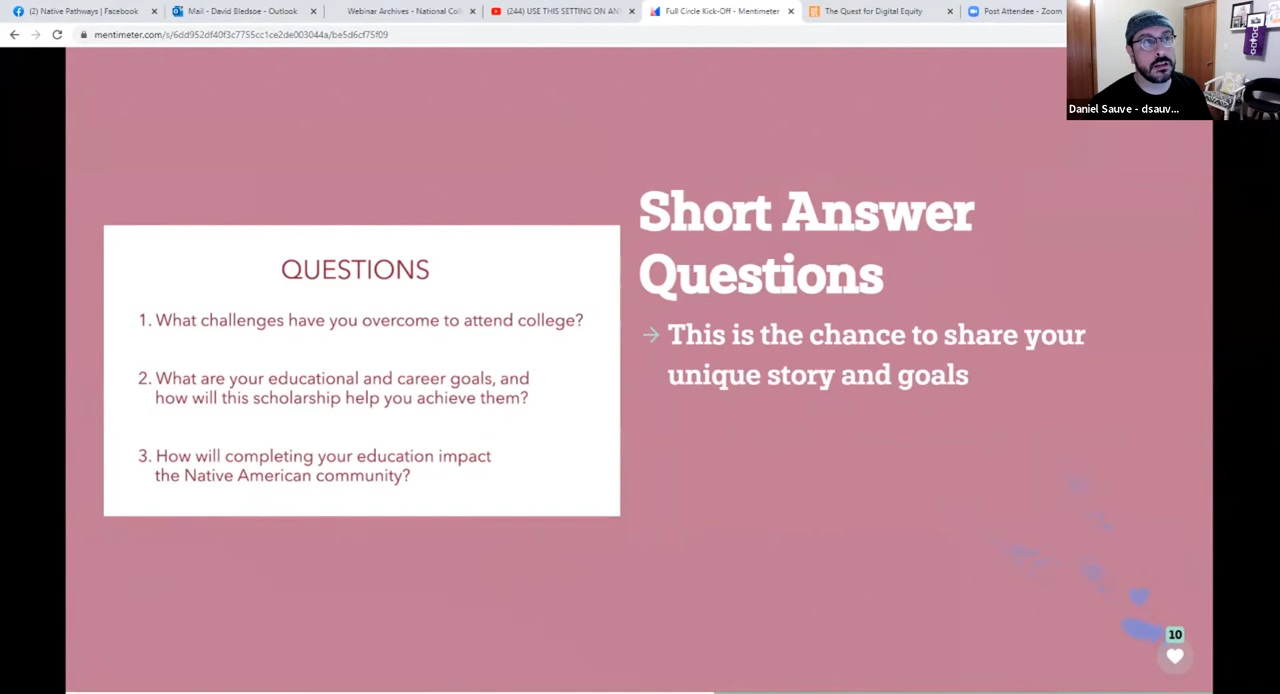 (2) Native Pathways | Facebook
Mail - David Bledsoe - Outlook
Webinar Archives - National Col
(244) USE THIS SETTING ON AN
Full Circle Kick-Off - Mentimeter
The Quest for Digital Equity
Post Attendee - Zoom
mentimeter.com/s/6dd952df40f3c7755cc1ce2de003044a/be5d6cf75f09
Daniel Sauve - dsauv...
Short Answer
Questions
This is the chance to share your
unique story and goals
QUESTIONS
1. What challenges have you overcome to attend college?
2. What are your educational and career goals, and
how will this scholarship help you achieve them?
3. How will completing your education impact
the Native American community?
10